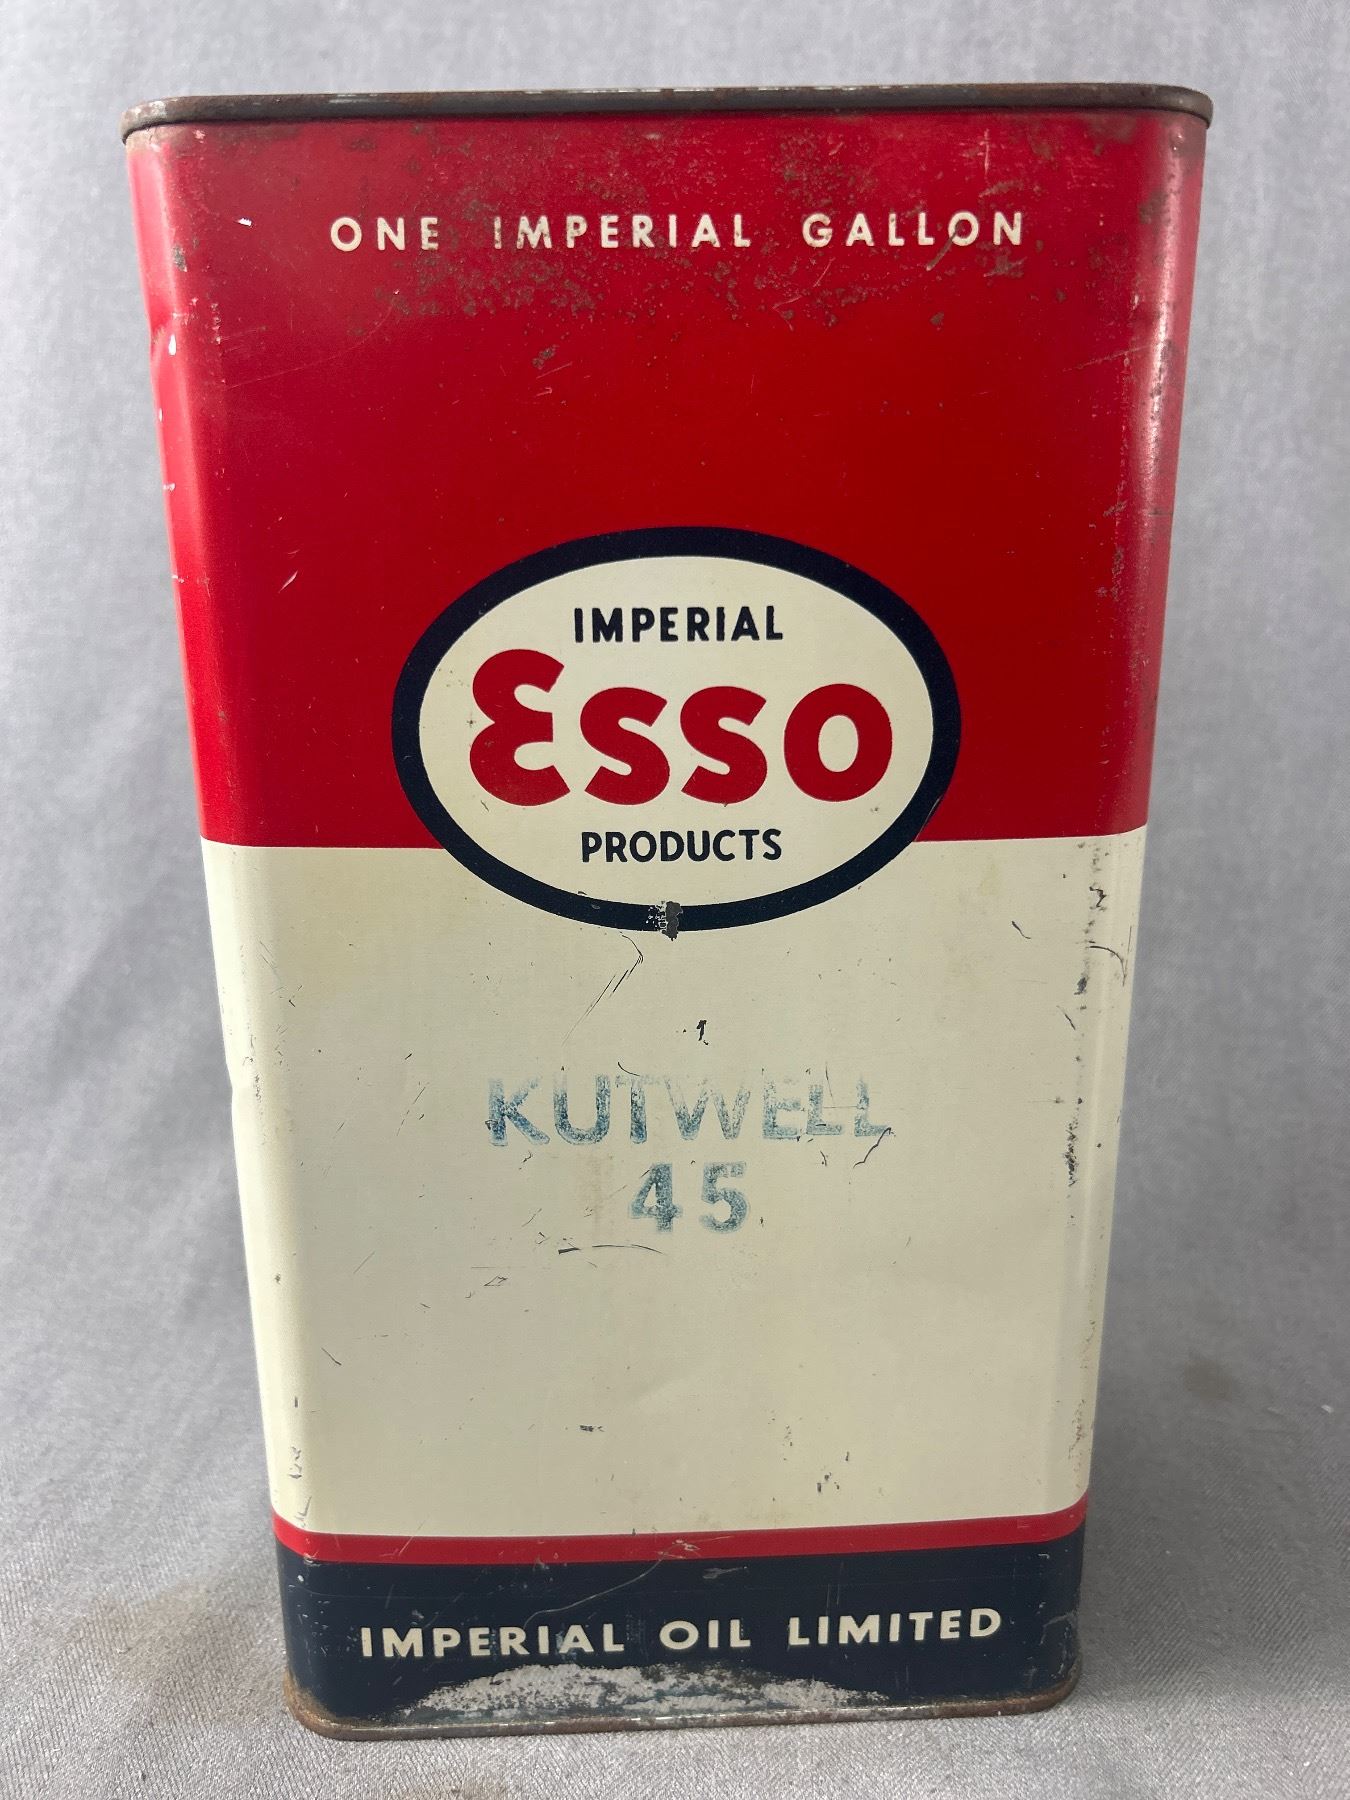 ONE IMPERIAL GALLON
IMPERIAL
Esso
PRODUCTS
KUTWELL
45
IMPERIAL OIL LIMITED